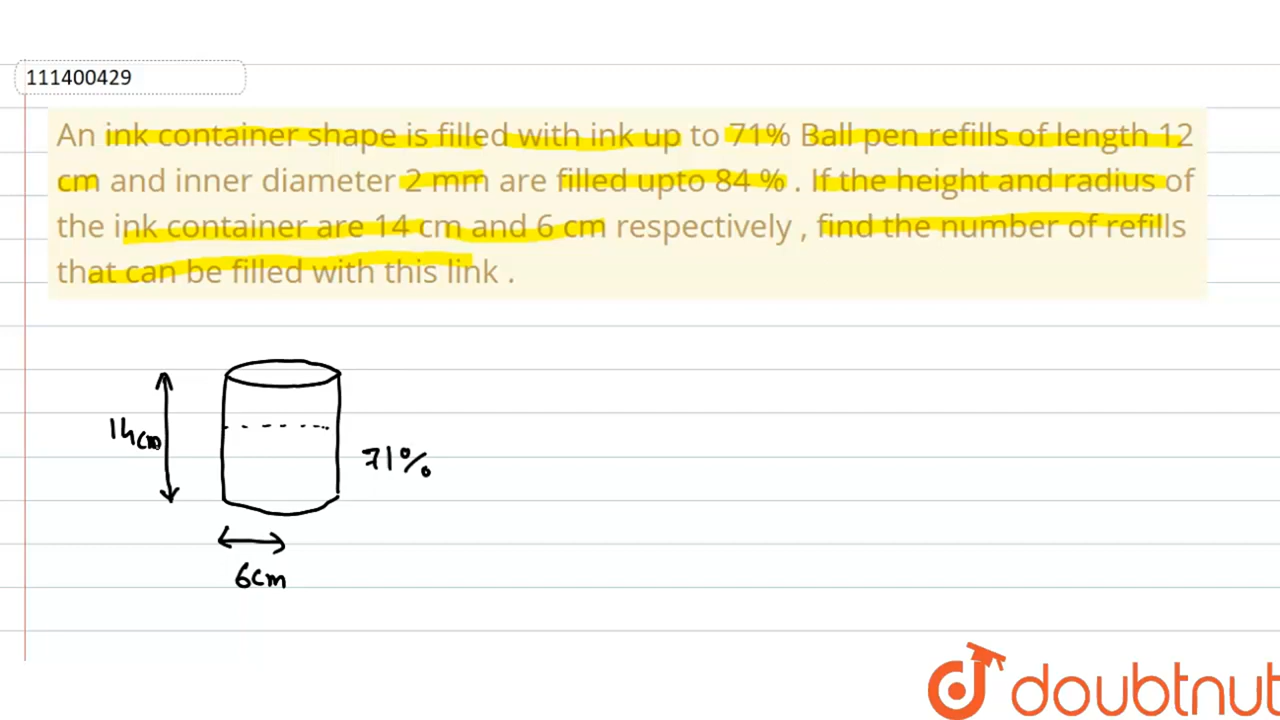 111400429
An ink container shape is filled with ink up to 71% Ball pen refills of length 12
cm and inner diameter 2 mm are filled upto 84 % . If the height and radius of
the ink container are 14 cm and 6 cm respectively , find the number of refills
that can be filled with this link .
14cm
71%
6cm
doubtnut